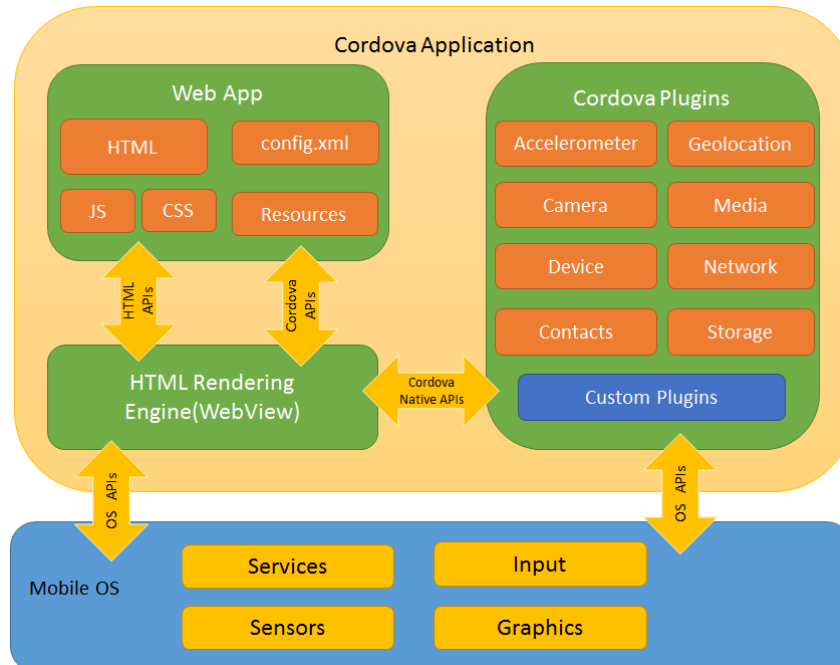 Cordova Application
Web App
HTML
config.xml
JS
CSS
Resources
Cordova Plugins
Accelerometer
Geolocation
Camera
Media
Device
Network
Contacts
Storage
Custom Plugins
HTML
APIs
Cordova
APIs
HTML Rendering
Engine(WebView)
Cordova
Native APIs
OS APIs
OS APIs
Mobile OS
Services
Input
Sensors
Graphics